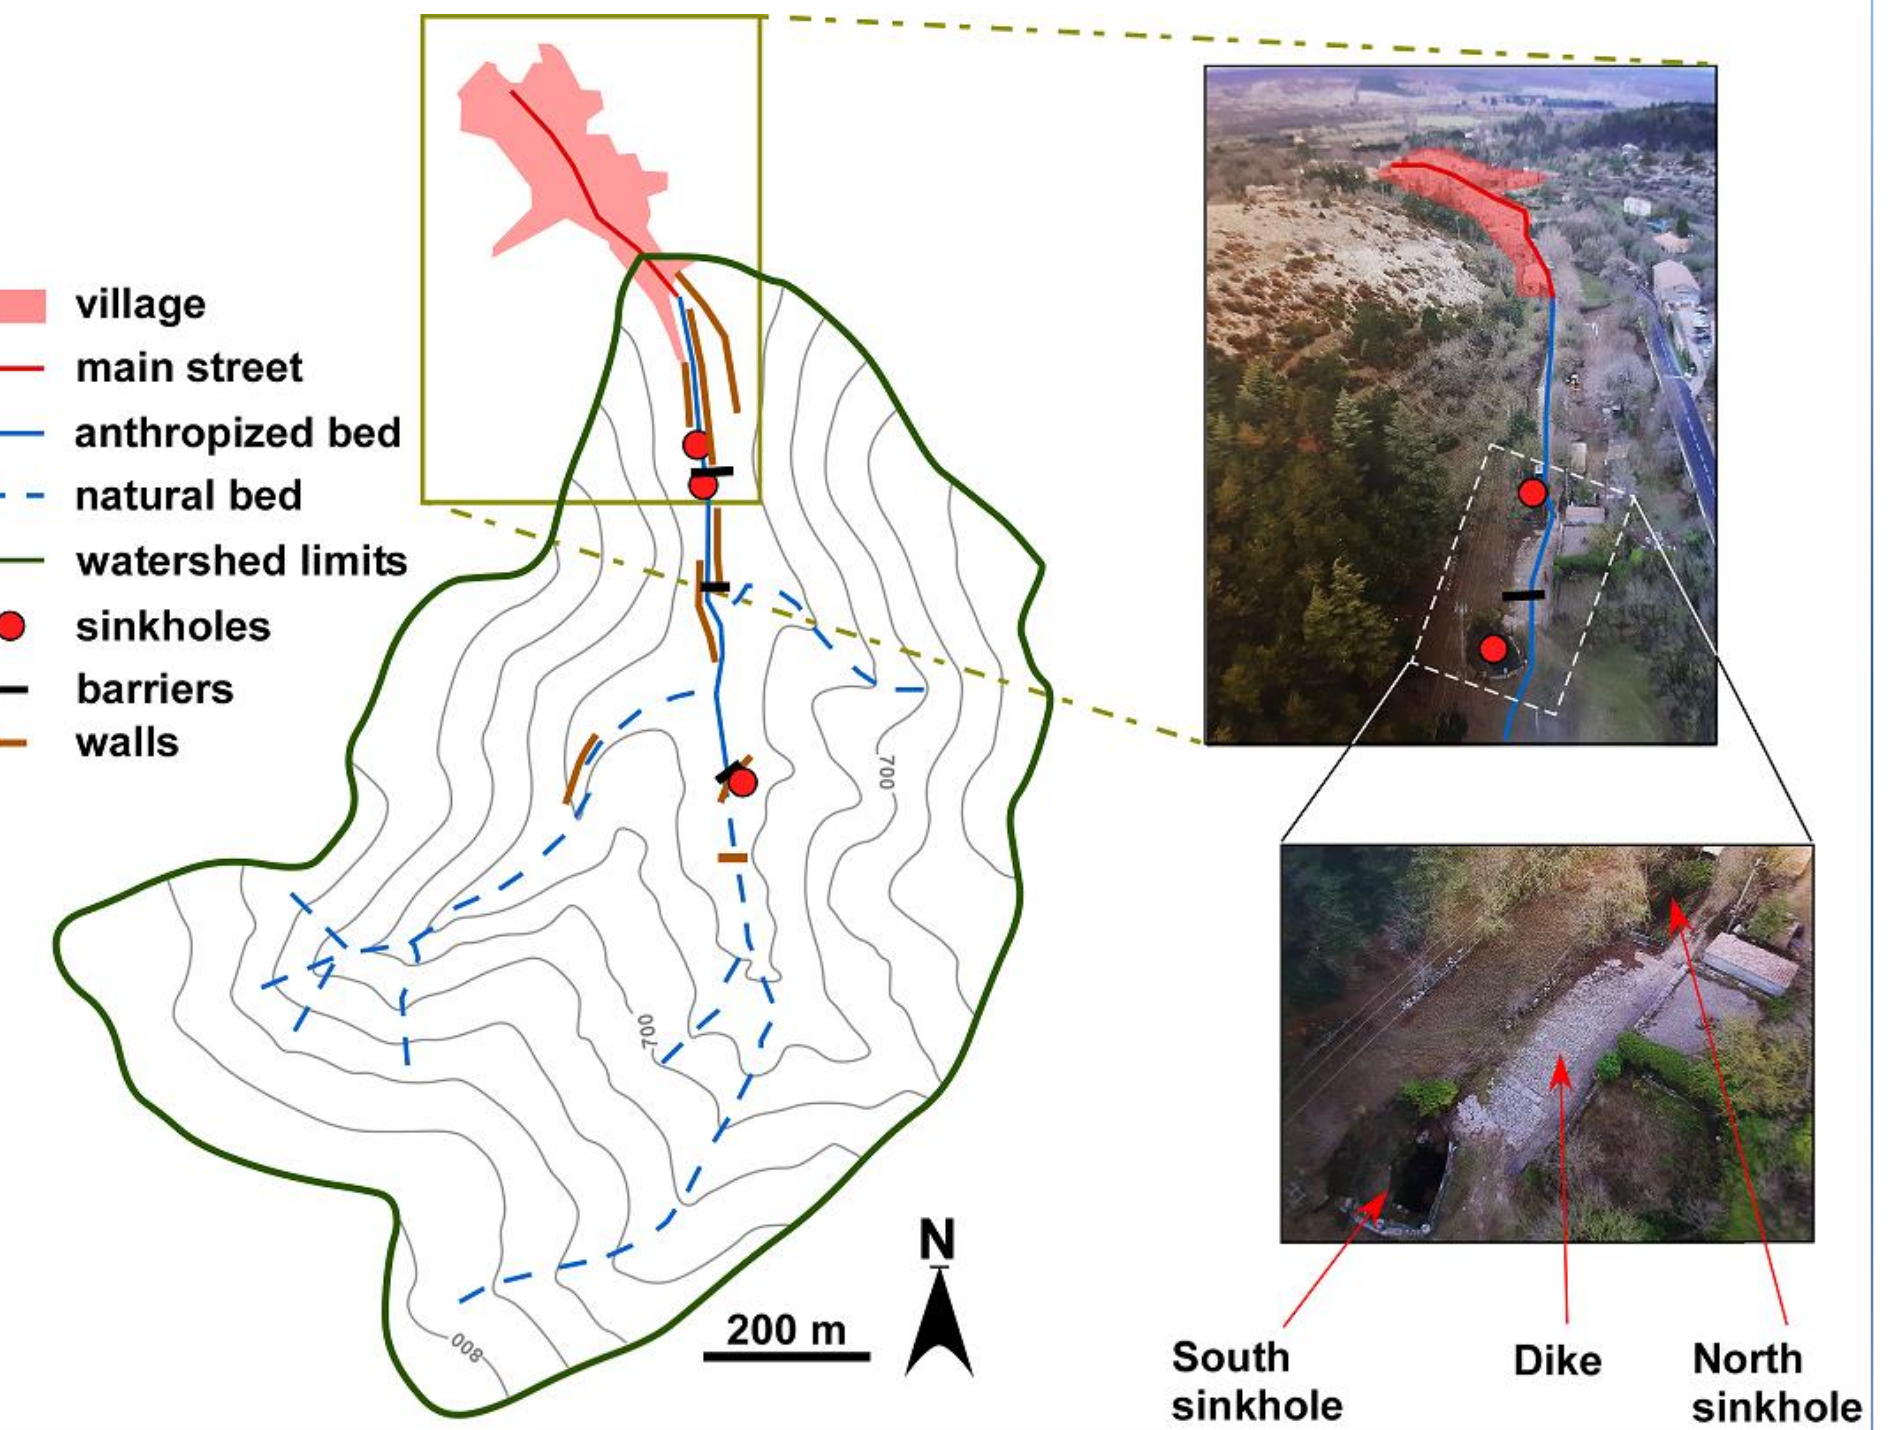 village
main street
anthropized bed
natural bed
watershed limits
sinkholes
barriers
walls
700
700
800
200 m
N
South
sinkhole
Dike
North
sinkhole